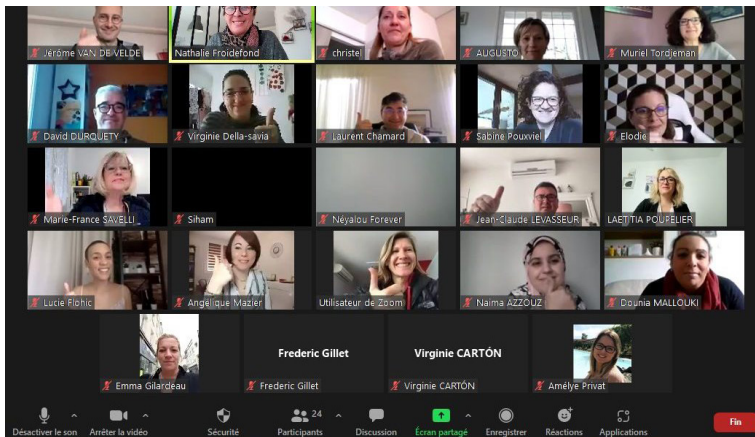 Jérôme VAN DE VELDE
Nathalie Froidefond
christel
AUGUSTO
Muriel Tordjeman
David DURQUETY
Virginie Della-savia
Laurent Chamard
Sabine Pouxviel
Elodie
Marie-France SAVELLI
Siham
Néyalou Forever
Jean-Claude LEVASSEUR
LAETITIA POUPELIER
Lucie Flohic
Angélique Mazier
Utilisateur de Zoom
Naima AZZOUZ
Dounia MALLOUKI
Frederic Gillet
Virginie CARTÓN
Emma Gilardeau
Frederic Gillet
Virginie CARTÓN
Amélye Privat
24
Désactiver le son
Arrêter la vidéo
Sécurité
Participants
Discussion
Écran partagé
Enregistrer
Réactions
Applications
Fin